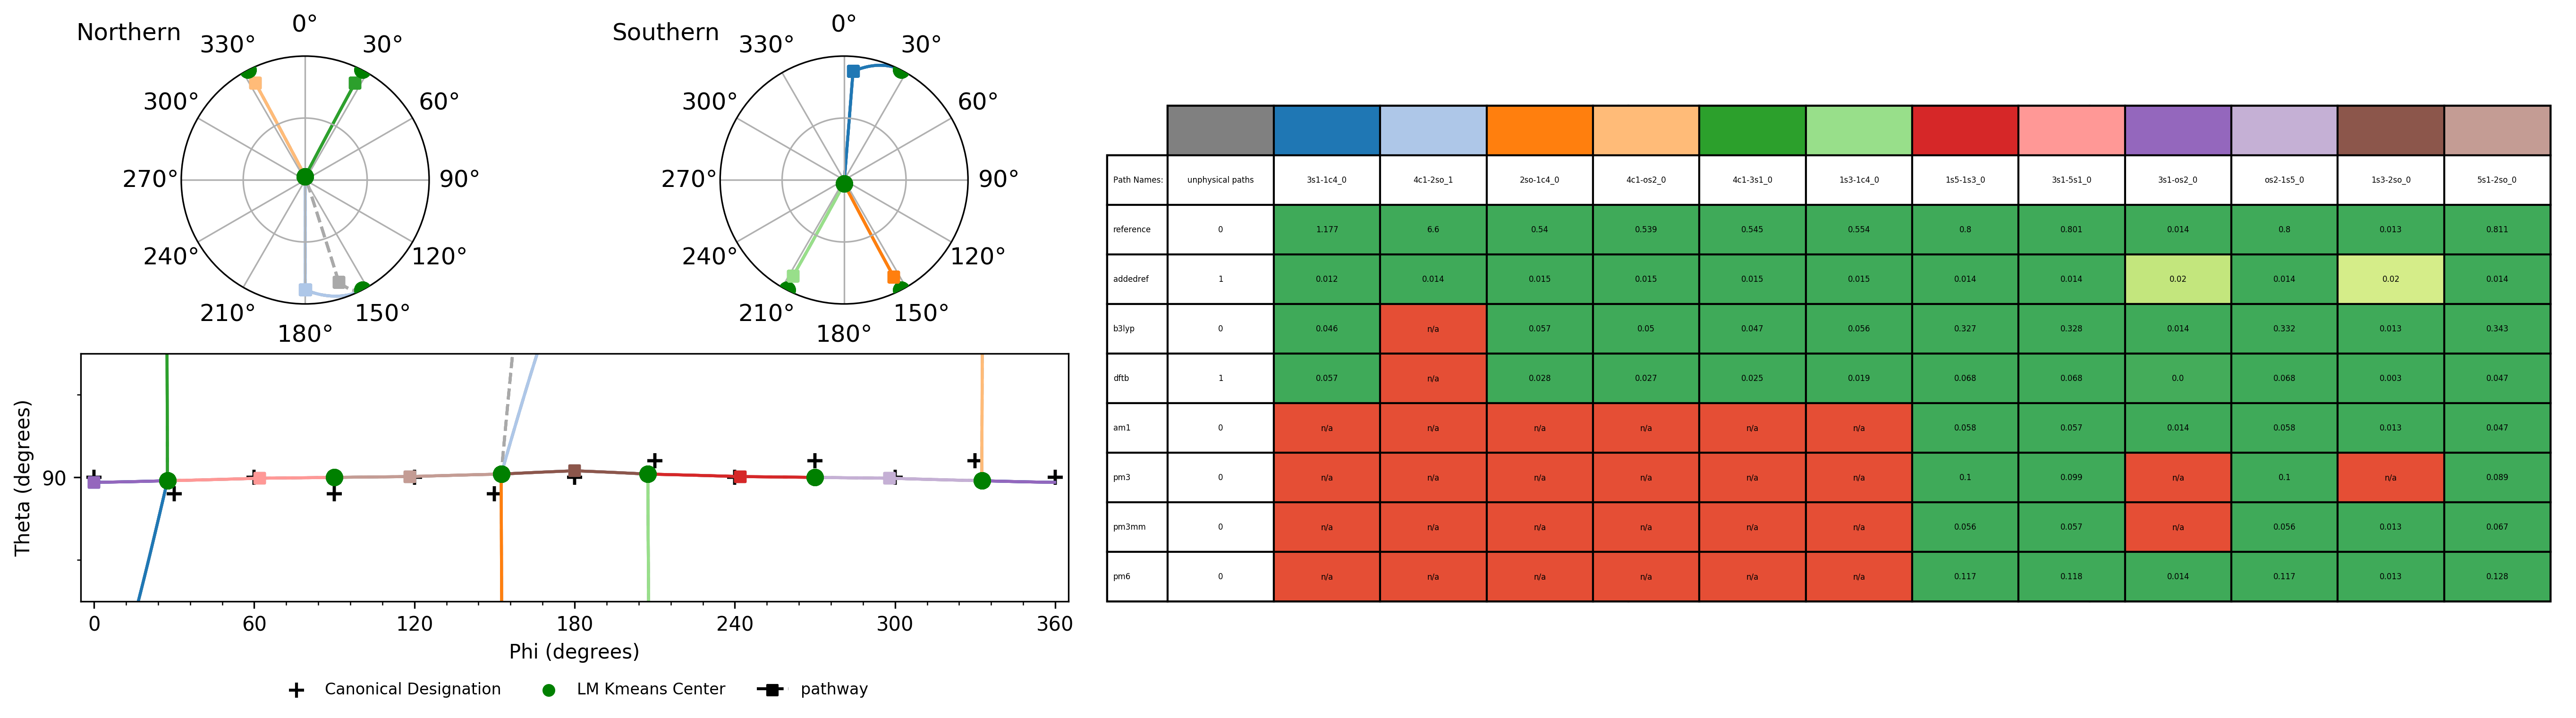 Northern
0°
30°
60°
90°
120°
150°
180°
210°
240°
270°
300°
330°
Southern
0°
30°
60°
90°
120°
150°
180°
210°
240°
270°
300°
330°
Theta (degrees)
90
0 60 120 180 240 300 360
Phi (degrees)
Canonical Designation LM Kmeans Center pathway
Path Names: unphysical paths 3s1-1c4_0 4c1-2so_1 2so-1c4_0 4c1-os2_0 4c1-3s1_0 1s3-1c4_0 1s5-1s3_0 3s1-5s1_0 3s1-os2_0 os2-1s5_0 1s3-2so_0 5s1-2so_0
reference 0 1.177 6.6 0.54 0.539 0.545 0.554 0.8 0.801 0.014 0.8 0.013 0.811
addedref 1 0.012 0.014 0.015 0.015 0.015 0.015 0.014 0.014 0.02 0.014 0.02 0.014
b3lyp 0 0.046 n/a 0.057 0.05 0.047 0.056 0.327 0.328 0.014 0.332 0.013 0.343
dftb 1 0.057 n/a 0.028 0.027 0.025 0.019 0.068 0.068 0.0 0.068 0.003 0.047
am1 0 n/a n/a n/a n/a n/a n/a 0.058 0.057 0.014 0.058 0.013 0.047
pm3 0 n/a n/a n/a n/a n/a n/a 0.1 0.099 n/a 0.1 n/a 0.089
pm3mm 0 n/a n/a n/a n/a n/a n/a 0.056 0.057 n/a 0.056 0.013 0.067
pm6 0 n/a n/a n/a n/a n/a n/a 0.117 0.118 0.014 0.117 0.013 0.128